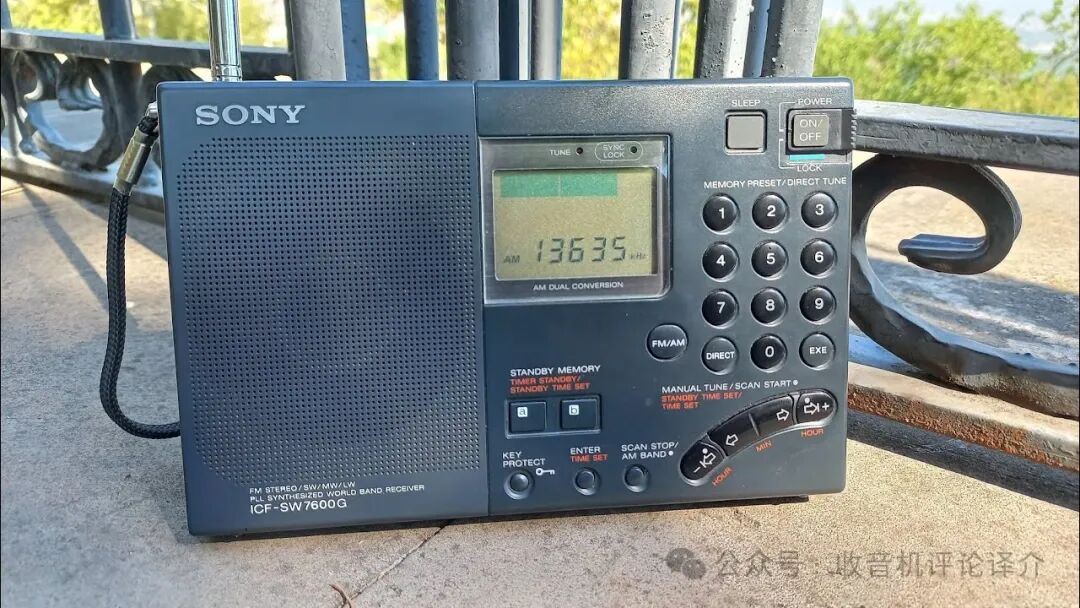 SONY
TUNE
SYNC
LOCK
AM 13635 kHz
AM DUAL CONVERSION
SLEEP
POWER
ON/
OFF
LOCK
MEMORY PRESET/DIRECT TUNE
1 2 3
4 5 6
7 8 9
FM/AM DIRECT 0 EXE
STANDBY MEMORY
TIMER STANDBY/
STANDBY TIME SET
a b
MANUAL TUNE/SCAN START
STANDBY TIME SET/
TIME SET
KEY
PROTECT
ENTER
TIME SET
SCAN STOP/
AM BAND
- +
HOUR MIN HOUR
FM STEREO/SW/MW/LW
PLL SYNTHESIZED WORLD BAND RECEIVER
ICF-SW7600G
公众号:收音机评论译介